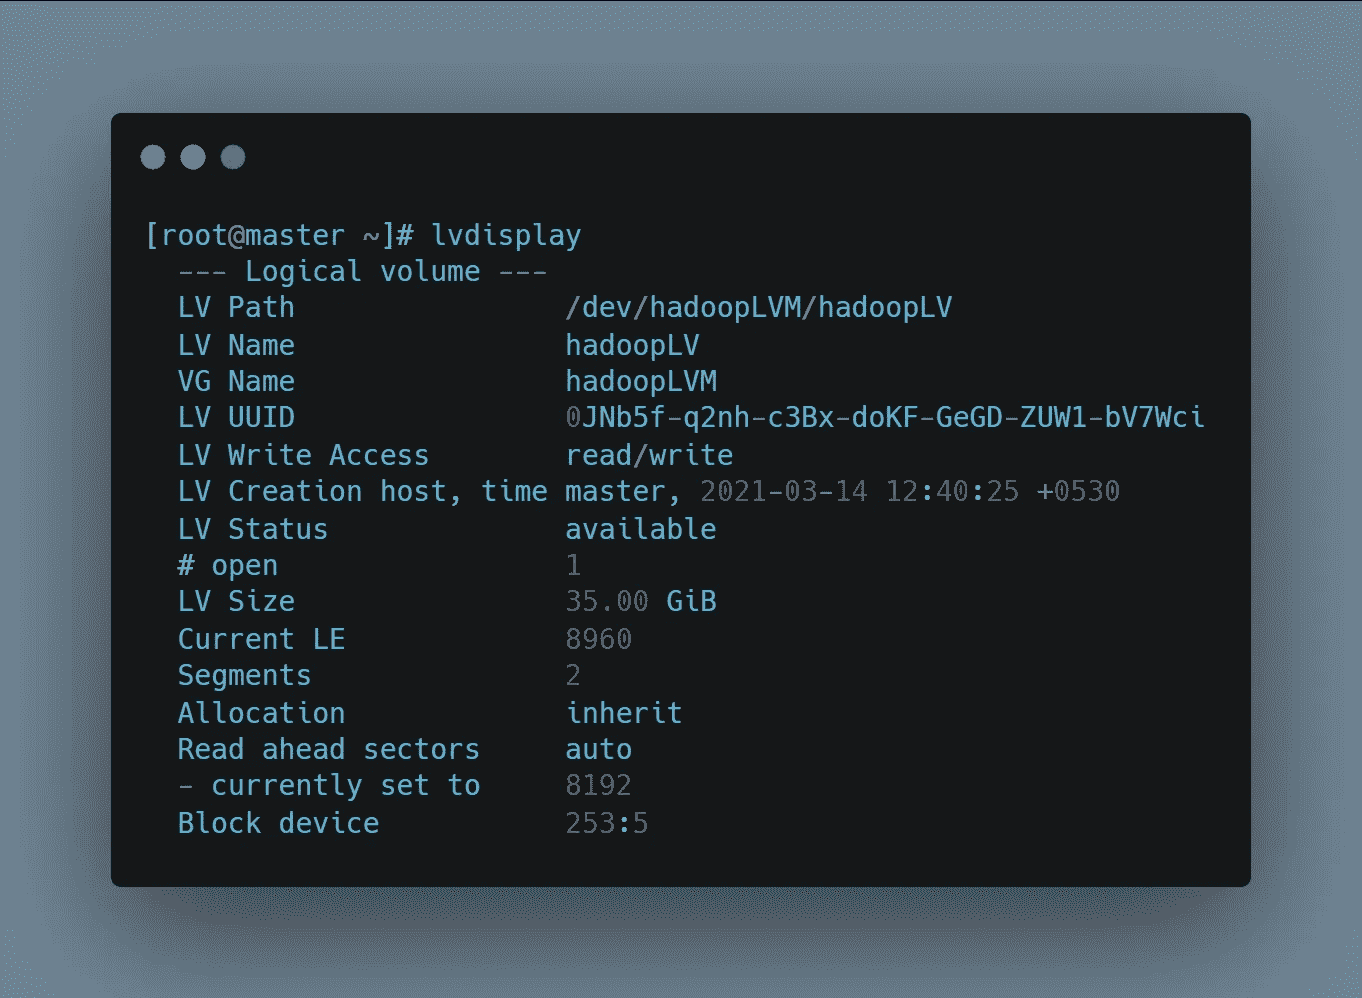 [root@master ~]# lvdisplay
--- Logical volume ---
LV Path /dev/hadoopLVM/hadoopLV
LV Name hadoopLV
VG Name hadoopLVM
LV UUID 0JNb5f-q2nh-c3Bx-doKF-GeGD-ZUW1-bV7Wci
LV Write Access read/write
LV Creation host, time master, 2021-03-14 12:40:25 +0530
LV Status available
# open 1
LV Size 35.00 GiB
Current LE 8960
Segments 2
Allocation inherit
Read ahead sectors auto
- currently set to 8192
Block device 253:5